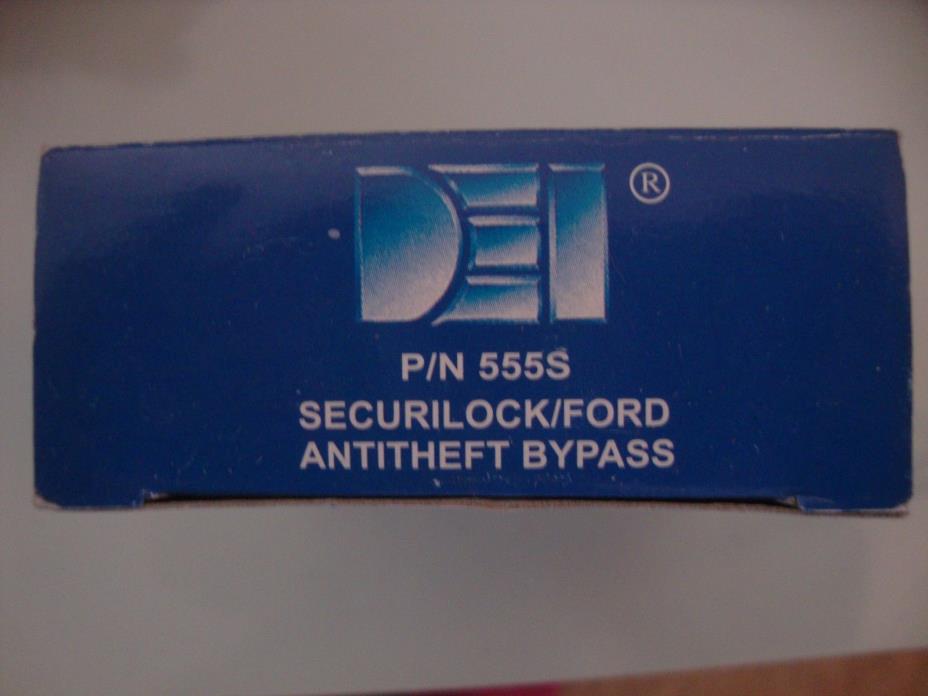 DEI ®
P/N 555S
SECURILOCK/FORD
ANTITHEFT BYPASS